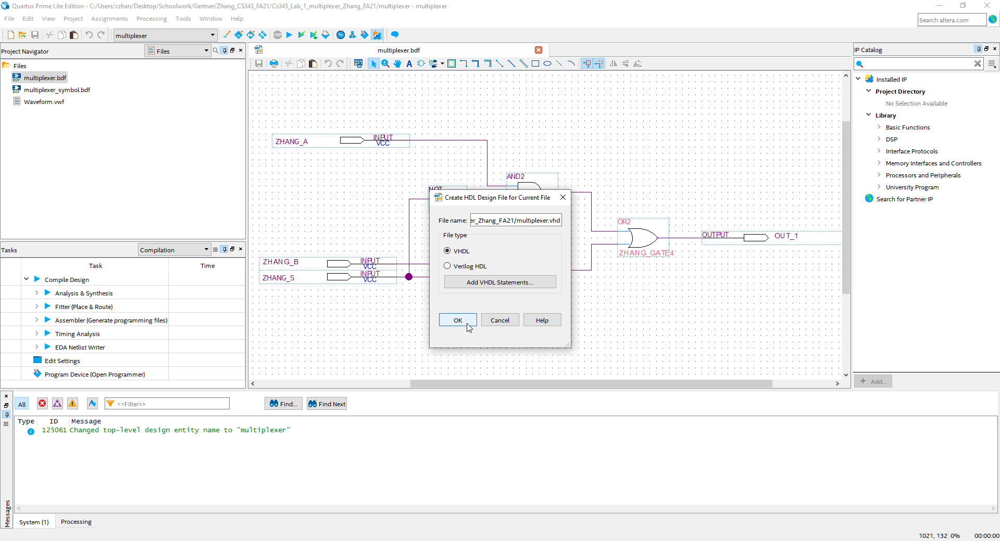 Quartus Prime Lite Edition - C:/Users/czhan/Desktop/Schoolwork/Gertner/Zhang_CS343_FA21/Cs343_Lab_1_multiplexer_Zhang_FA21/multiplexer - multiplexer
File Edit View Project Assignments Processing Tools Window Help
Search altera.com
multiplexer
Project Navigator
Files
Files
multiplexer.bdf
multiplexer_symbol.bdf
Waveform.vwf
Tasks
Compilation
Task Time
Compile Design
Analysis & Synthesis
Fitter (Place & Route)
Assembler (Generate programming files)
Timing Analysis
EDA Netlist Writer
Edit Settings
Program Device (Open Programmer)
multiplexer.bdf
ZHANG_A
INPUT
VCC
AND2
NOT
ZHANG_B
INPUT
VCC
ZHANG_S
INPUT
VCC
OR2
ZHANG_GATE4
OUTPUT
OUT_1
Create HDL Design File for Current File
File name: er_Zhang_FA21/multiplexer.vhd
File type
VHDL
Verilog HDL
Add VHDL Statements...
OK Cancel Help
IP Catalog
Installed IP
Project Directory
No Selection Available
Library
Basic Functions
DSP
Interface Protocols
Memory Interfaces and Controllers
Processors and Peripherals
University Program
Search for Partner IP
+ Add...
All
<<Filter>>
Find...
Find Next
Type ID Message
125061 Changed top-level design entity name to "multiplexer"
Messages
System (1) Processing
1021, 132 0% 00:00:00